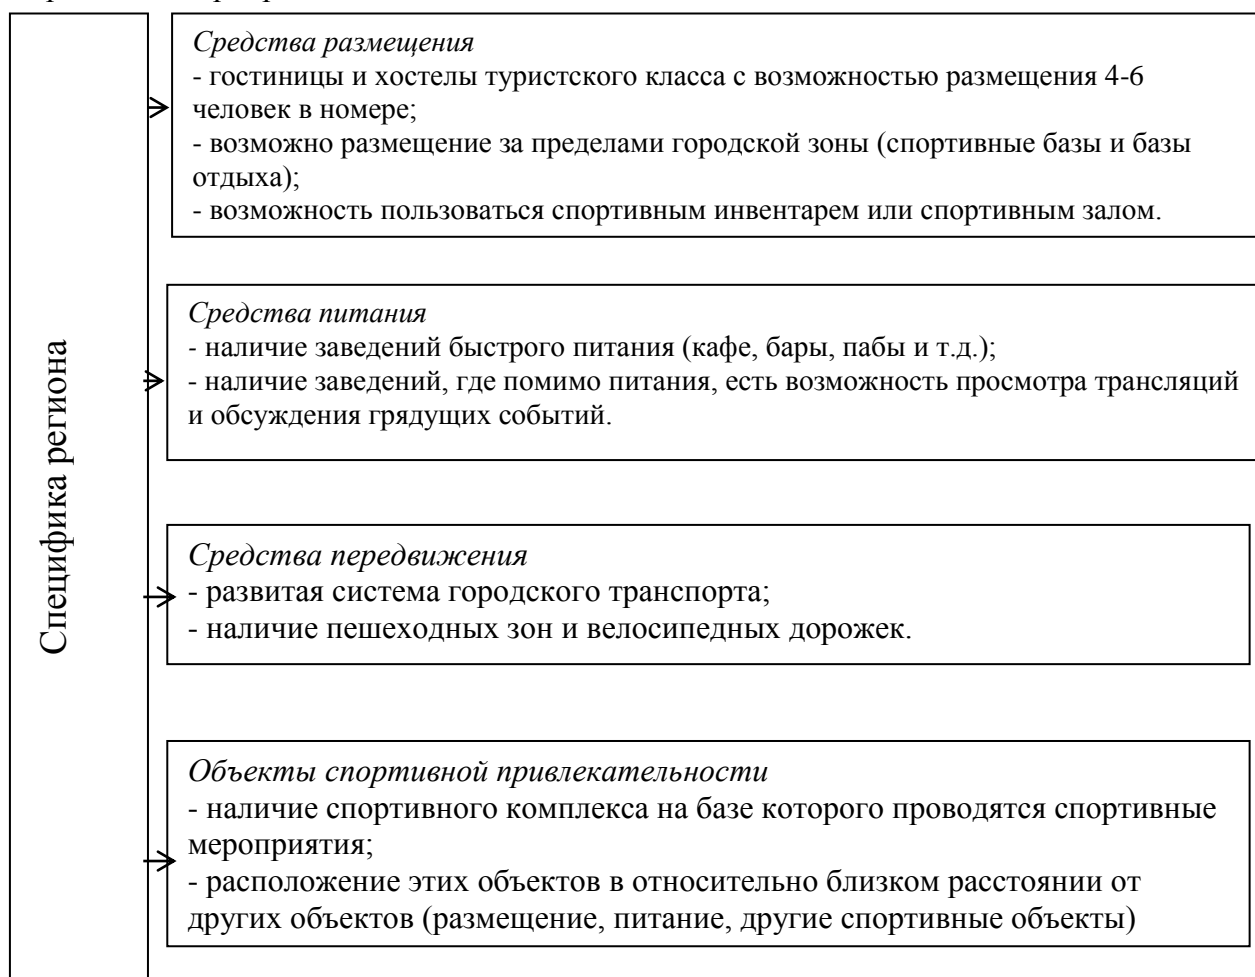 Средства размещения
- гостиницы и хостелы туристского класса с возможностью размещения 4-6
человек в номере;
- возможно размещение за пределами городской зоны (спортивные базы и базы
отдыха);
- возможность пользоваться спортивным инвентарем или спортивным залом.
Специфика региона
Средства питания
- наличие заведений быстрого питания (кафе, бары, пабы и т.д.);
- наличие заведений, где помимо питания, есть возможность просмотра трансляций
и обсуждения грядущих событий.
Средства передвижения
- развитая система городского транспорта;
- наличие пешеходных зон и велосипедных дорожек.
Объекты спортивной привлекательности
- наличие спортивного комплекса на базе которого проводятся спортивные
мероприятия;
- расположение этих объектов в относительно близком расстоянии от
других объектов (размещение, питание, другие спортивные объекты)